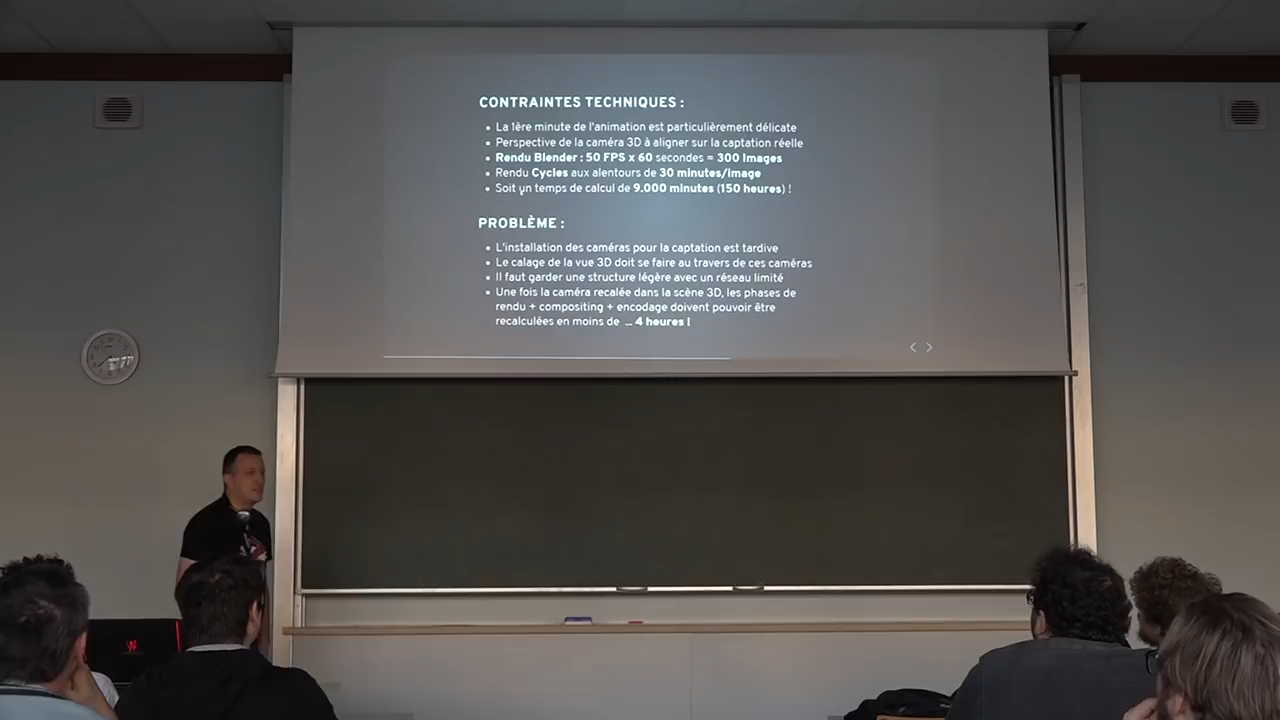 CONTRAINTES TECHNIQUES :
• La 1ère minute de l'animation est particulièrement délicate
• Perspective de la caméra 3D à aligner sur la captation réelle
• Rendu Blender : 50 FPS x 60 secondes = 300 Images
• Rendu Cycles aux alentours de 30 minutes/image
• Soit un temps de calcul de 9.000 minutes (150 heures) !
PROBLÈME :
• L'installation des caméras pour la captation est tardive
• Le calage de la vue 3D doit se faire au travers de ces caméras
• Il faut garder une structure légère avec un réseau limité
• Une fois la caméra recalée dans la scène 3D, les phases de
rendu + compositing + encodage doivent pouvoir être
recalculées en moins de ... 4 heures !